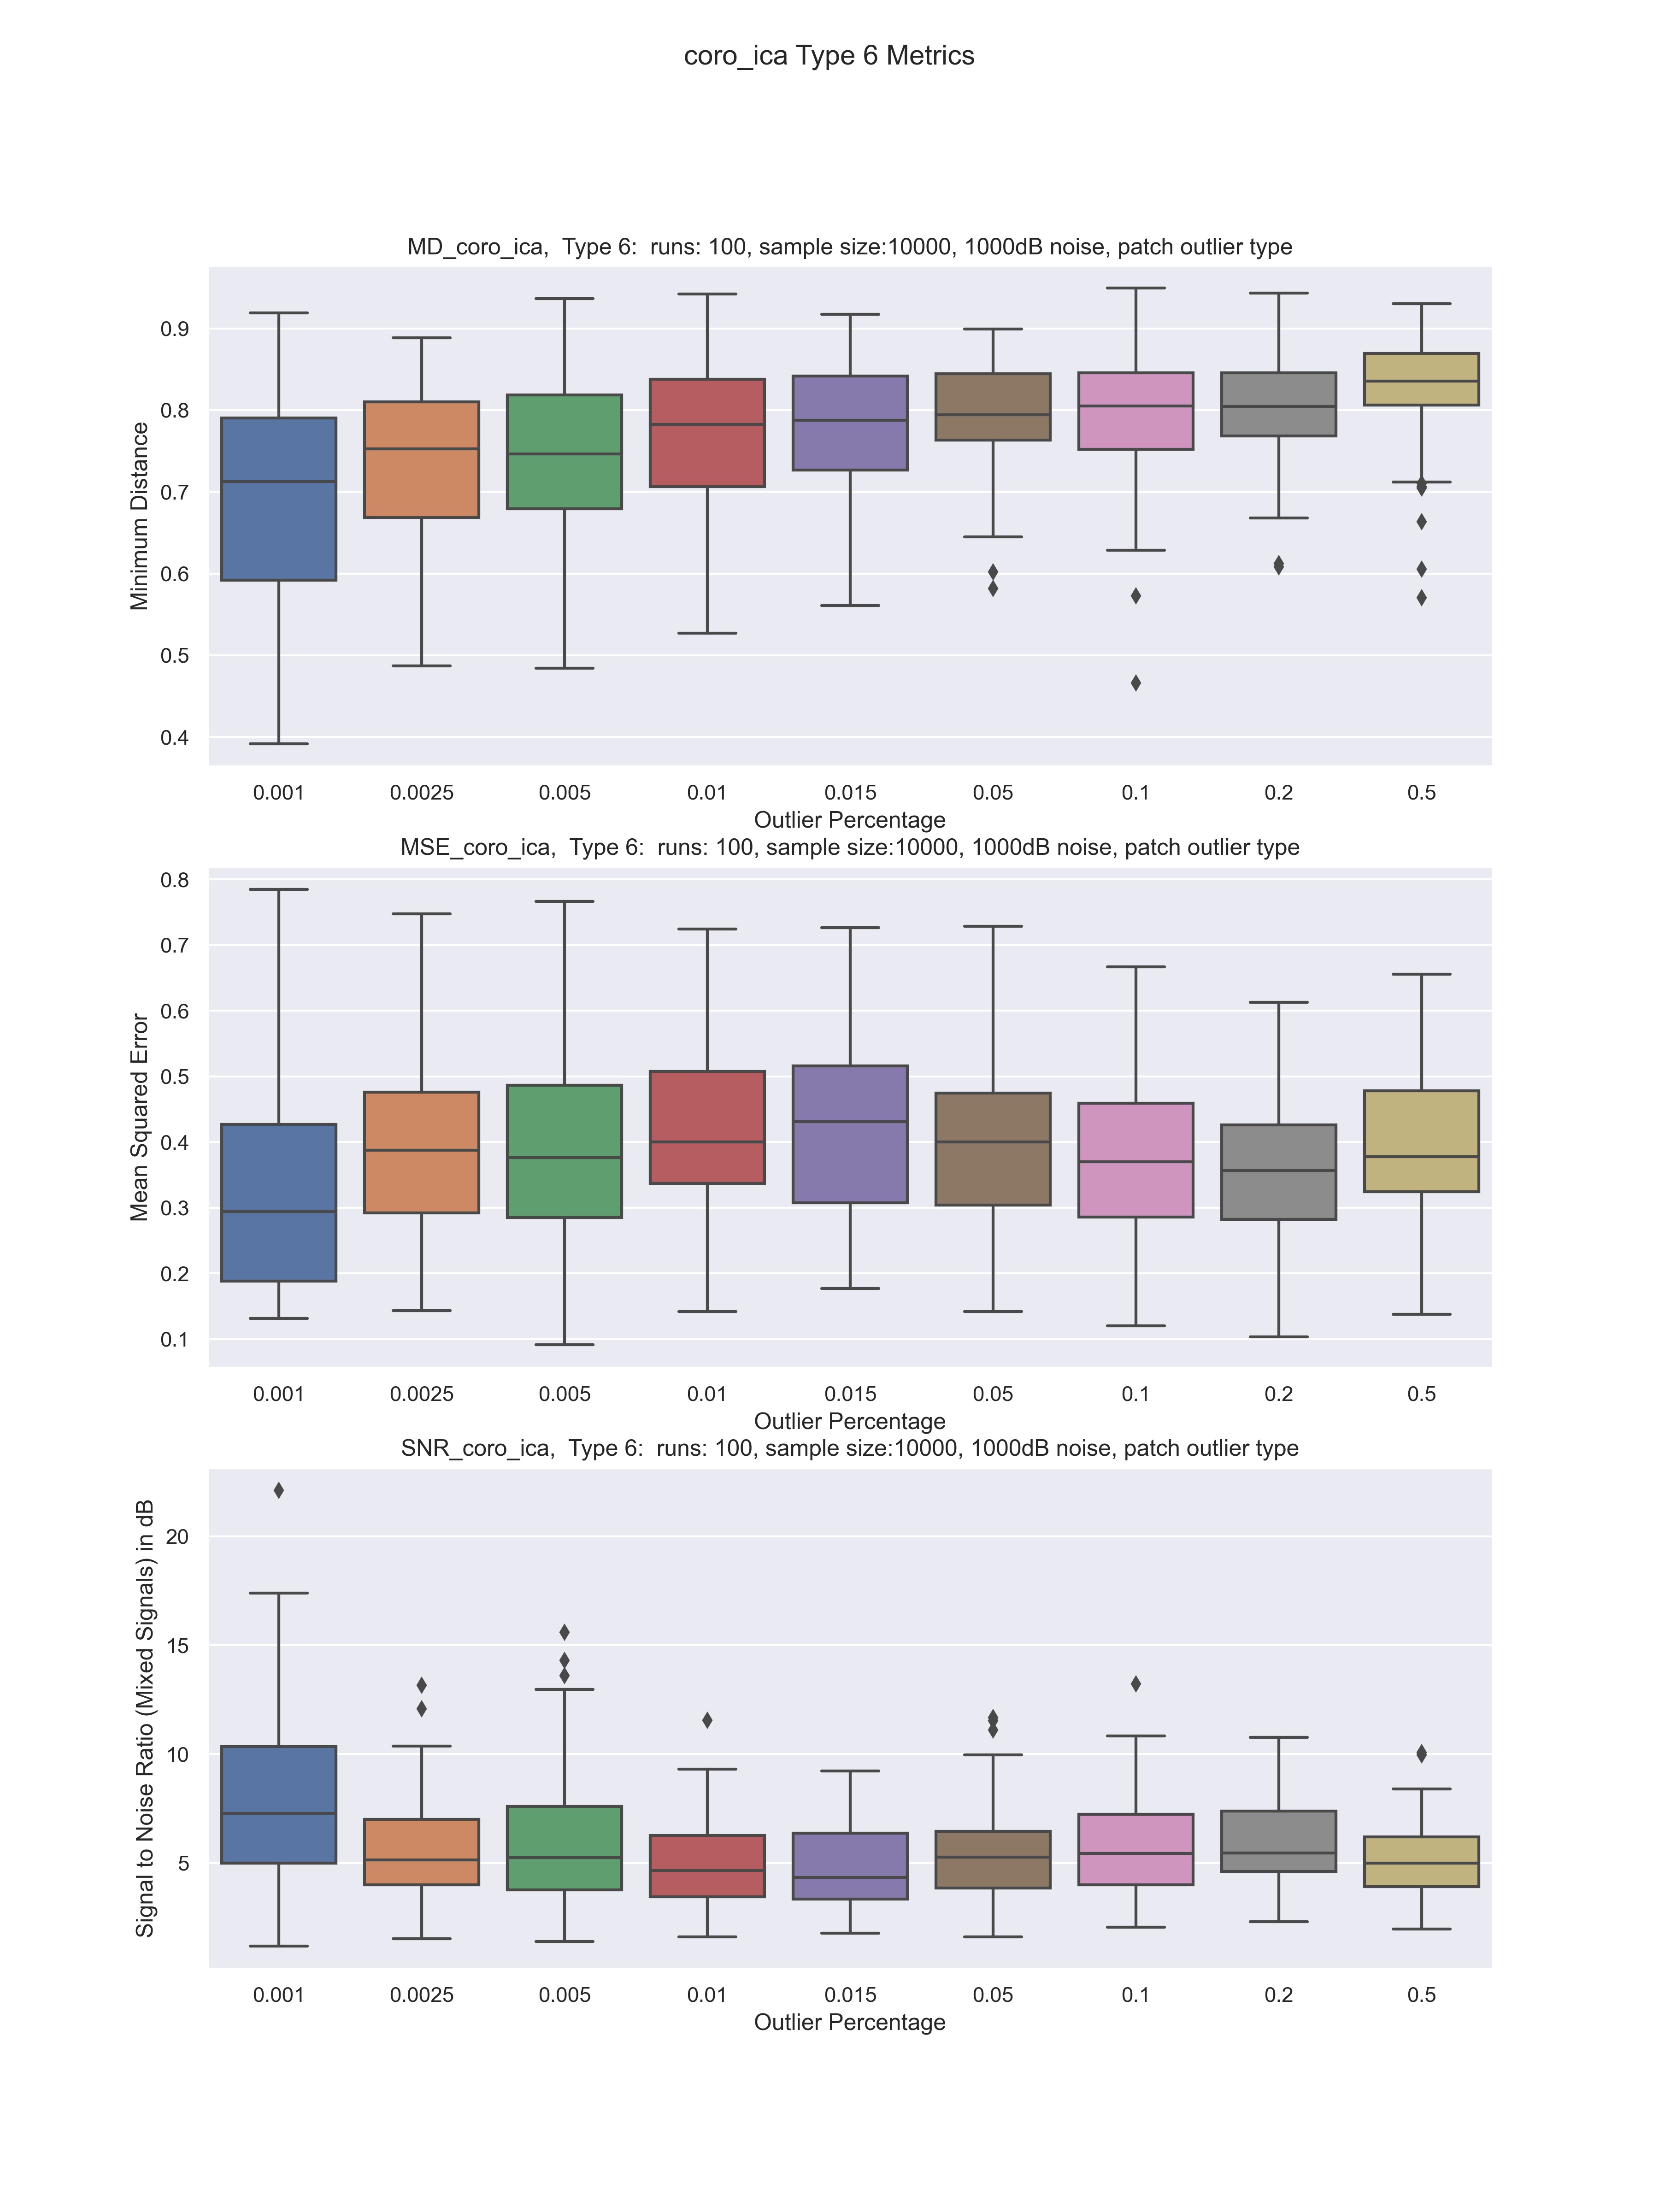 coro_ica Type 6 Metrics
MD_coro_ica,  Type 6:  runs: 100, sample size:10000, 1000dB noise, patch outlier type
Minimum Distance
0.9
0.8
0.7
0.6
0.5
0.4
0.001 0.0025 0.005 0.01 0.015 0.05 0.1 0.2 0.5
Outlier Percentage
MSE_coro_ica,  Type 6:  runs: 100, sample size:10000, 1000dB noise, patch outlier type
Mean Squared Error
0.8
0.7
0.6
0.5
0.4
0.3
0.2
0.1
0.001 0.0025 0.005 0.01 0.015 0.05 0.1 0.2 0.5
Outlier Percentage
SNR_coro_ica,  Type 6:  runs: 100, sample size:10000, 1000dB noise, patch outlier type
Signal to Noise Ratio (Mixed Signals) in dB
20
15
10
5
0.001 0.0025 0.005 0.01 0.015 0.05 0.1 0.2 0.5
Outlier Percentage